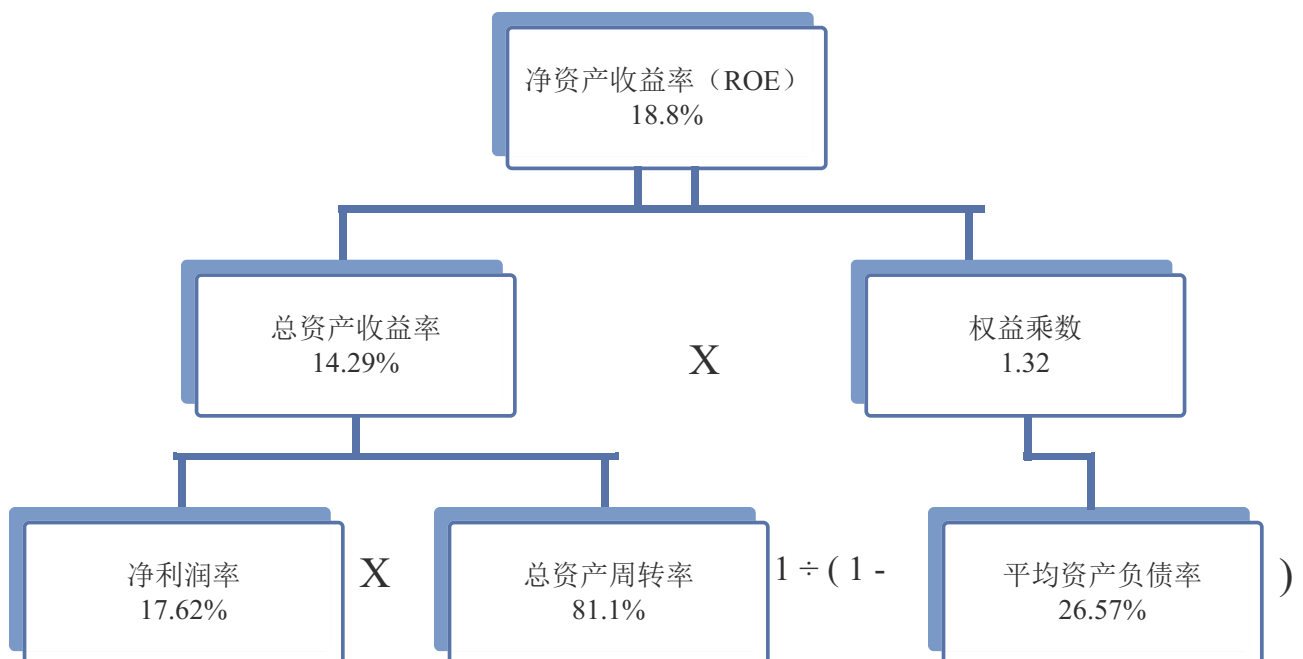 净资产收益率（ROE）
18.8%
总资产收益率
14.29%
X
权益乘数
1.32
净利润率
17.62%
X
总资产周转率
81.1%
1 ÷ ( 1 -
平均资产负债率
26.57%
)